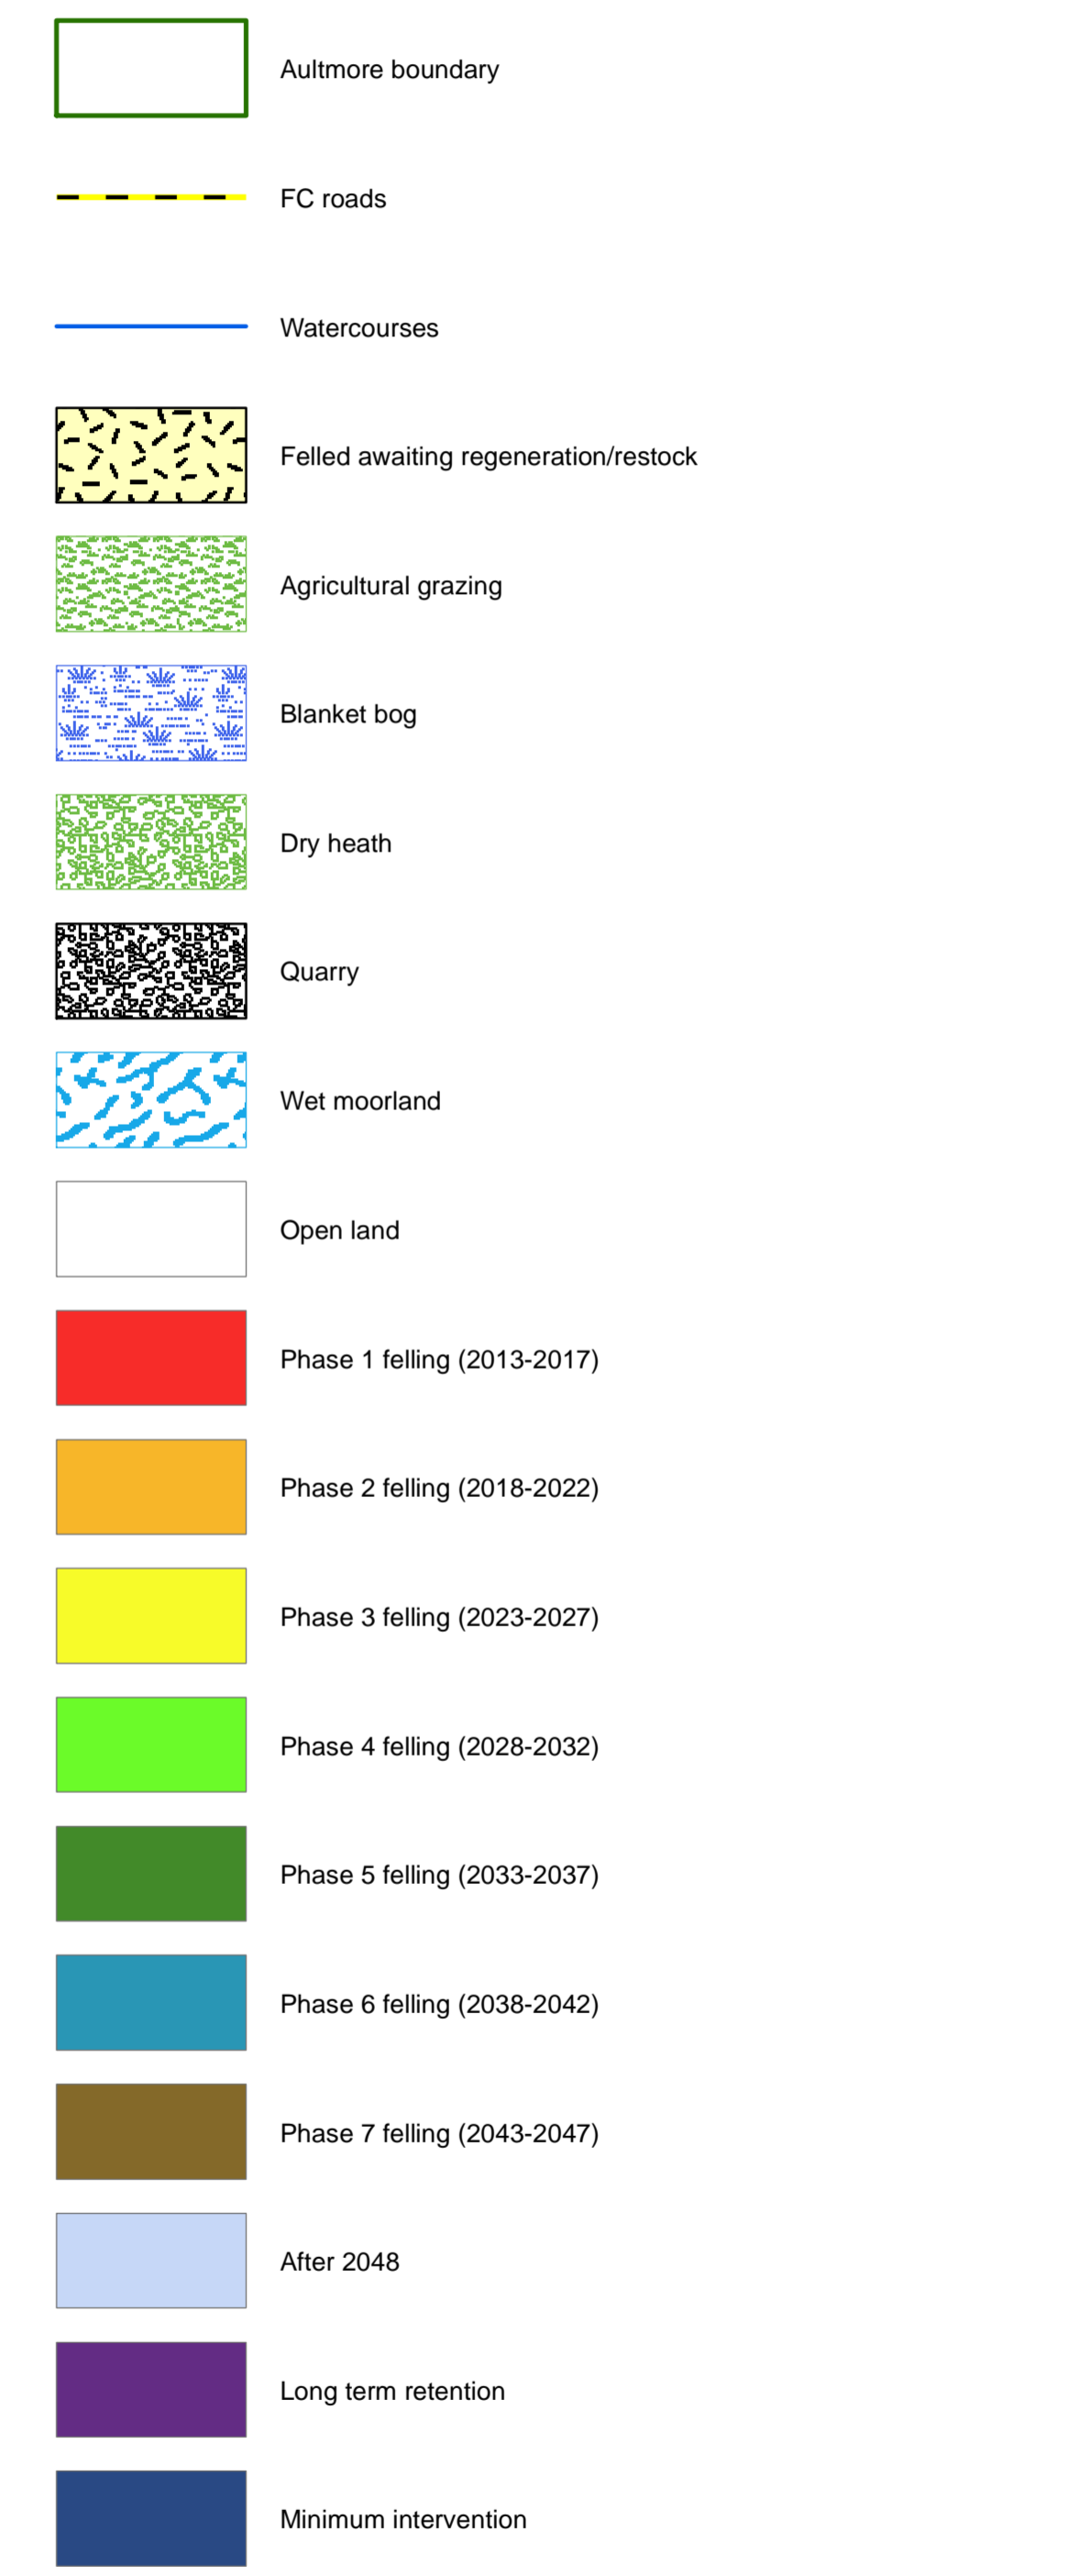 Aultmore boundary
FC roads
Watercourses
Felled awaiting regeneration/restock
Agricultural grazing
Blanket bog
Dry heath
Quarry
Wet moorland
Open land
Phase 1 felling (2013-2017)
Phase 2 felling (2018-2022)
Phase 3 felling (2023-2027)
Phase 4 felling (2028-2032)
Phase 5 felling (2033-2037)
Phase 6 felling (2038-2042)
Phase 7 felling (2043-2047)
After 2048
Long term retention
Minimum intervention